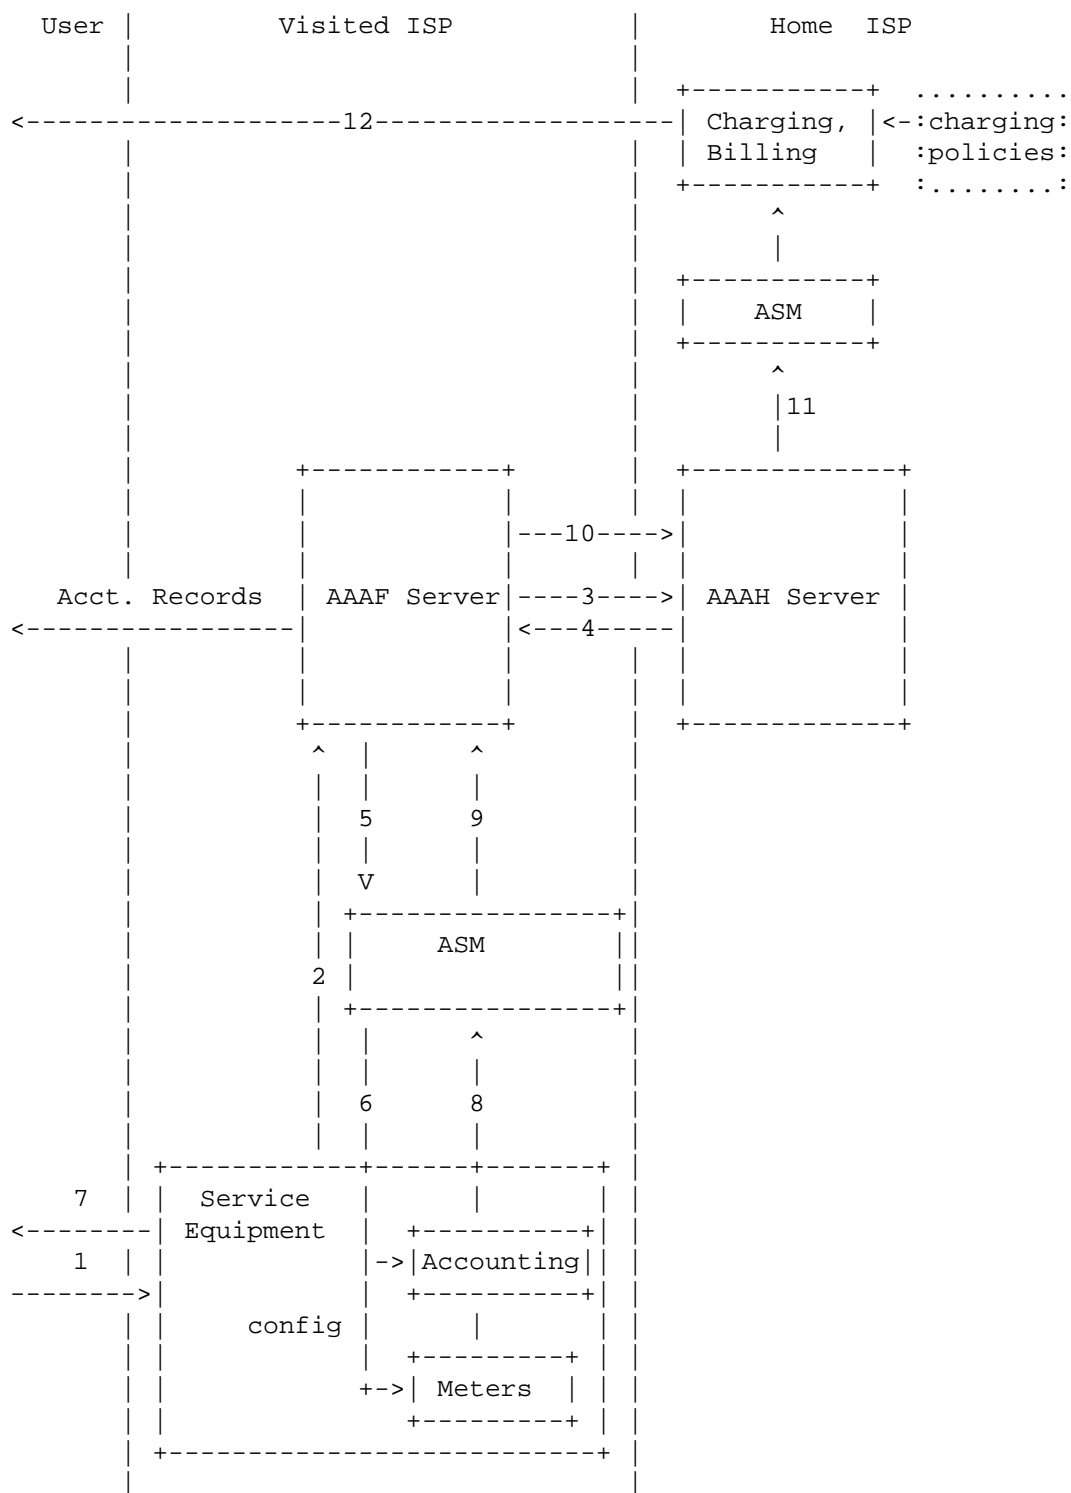 User | Visited ISP | Home ISP
..........
<--------------------12-------------------| Charging, |<-:charging:
| Billing | :policies:
:........:
ASM
11
---10---->
Acct. Records | AAAF Server|----3---->| AAAH Server |
<---4-----
5 9
V
ASM
2
6 8
7 | | Service
Equipment
1 |->|Accounting|
config
+->| Meters |